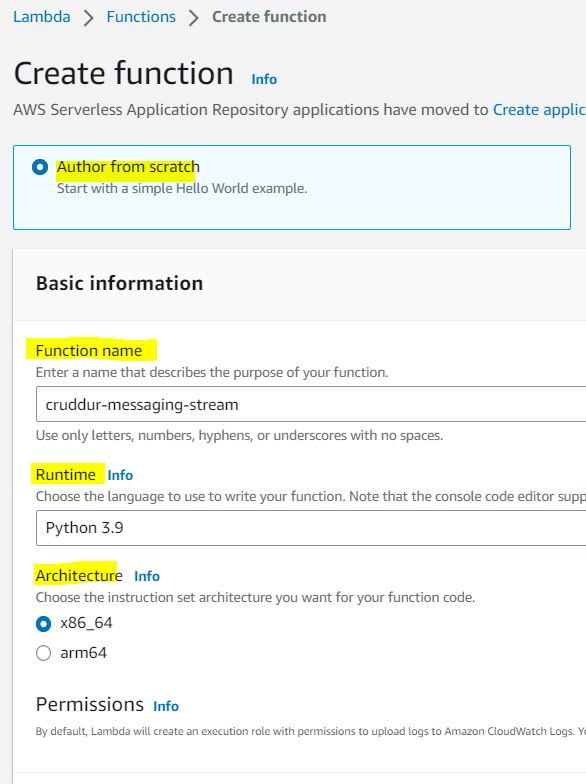 Lambda > Functions > Create function
Create function Info
AWS Serverless Application Repository applications have moved to Create applic
Author from scratch
Start with a simple Hello World example.
Basic information
Function name
Enter a name that describes the purpose of your function.
cruddur-messaging-stream
Use only letters, numbers, hyphens, or underscores with no spaces.
Runtime Info
Choose the language to use to write your function. Note that the console code editor supp
Python 3.9
Architecture Info
Choose the instruction set architecture you want for your function code.
x86_64
arm64
Permissions Info
By default, Lambda will create an execution role with permissions to upload logs to Amazon CloudWatch Logs. Yo